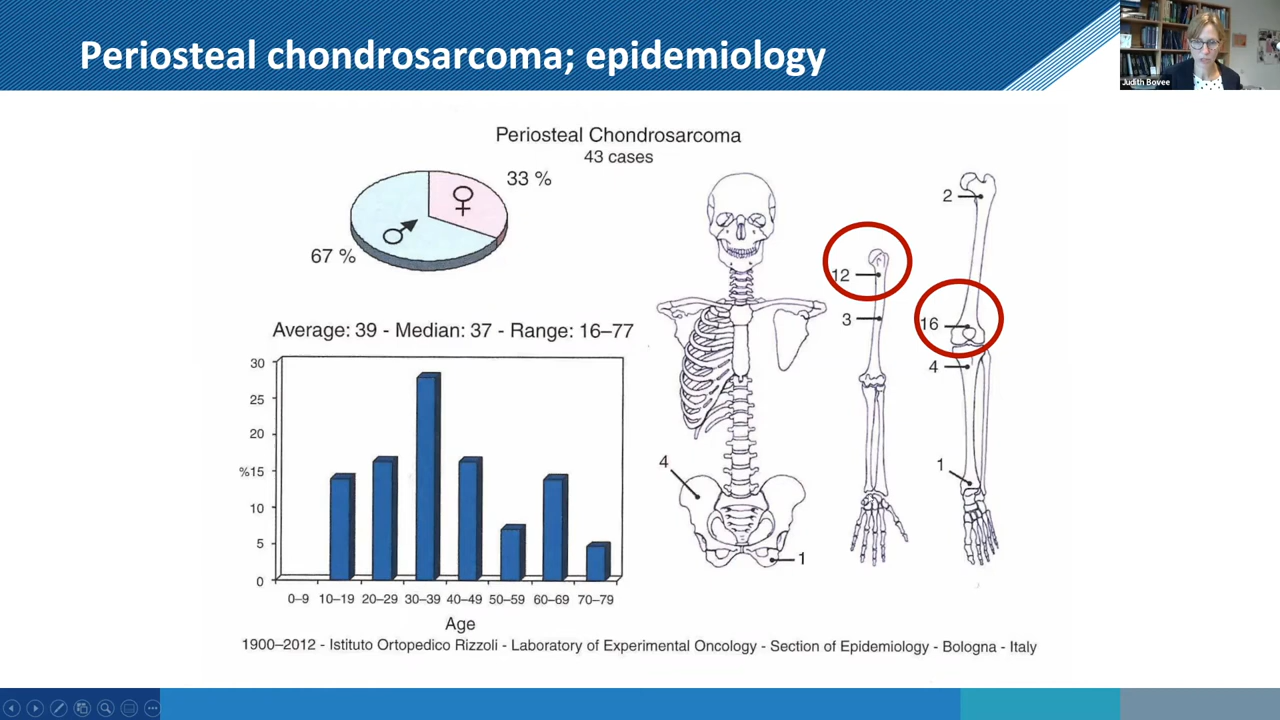 Periosteal chondrosarcoma; epidemiology
Judith Bovee
Periosteal Chondrosarcoma
43 cases
33 %
67 %
Average: 39 - Median: 37 - Range: 16–77
30
25
20
%15
10
5
0
0–9 10–19 20–29 30–39 40–49 50–59 60–69 70–79
Age
4
1
12
3
2
16
4
1
1900–2012 - Istituto Ortopedico Rizzoli - Laboratory of Experimental Oncology - Section of Epidemiology - Bologna - Italy